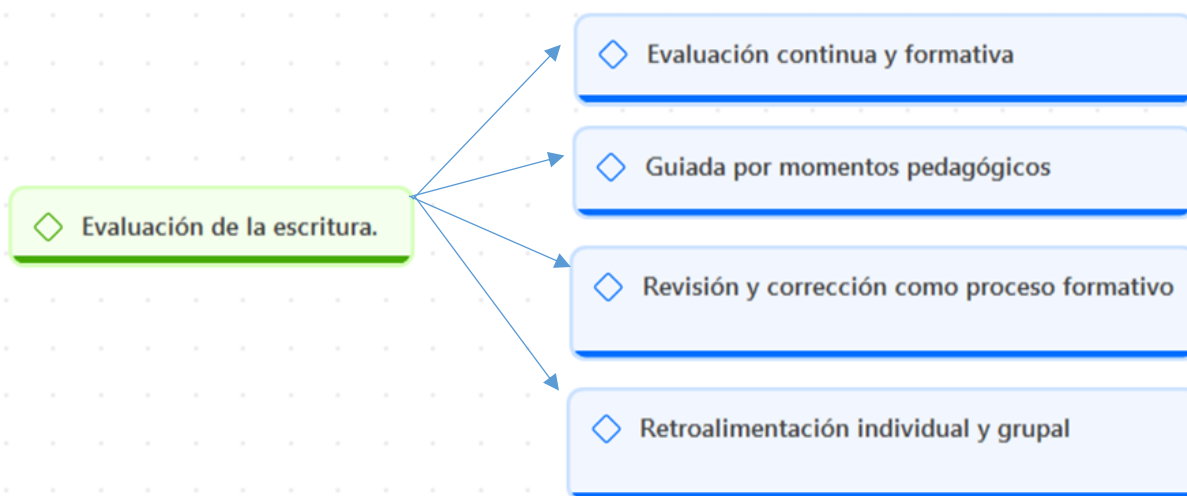 Evaluación continua y formativa
Guiada por momentos pedagógicos
Evaluación de la escritura.
Revisión y corrección como proceso formativo
Retroalimentación individual y grupal